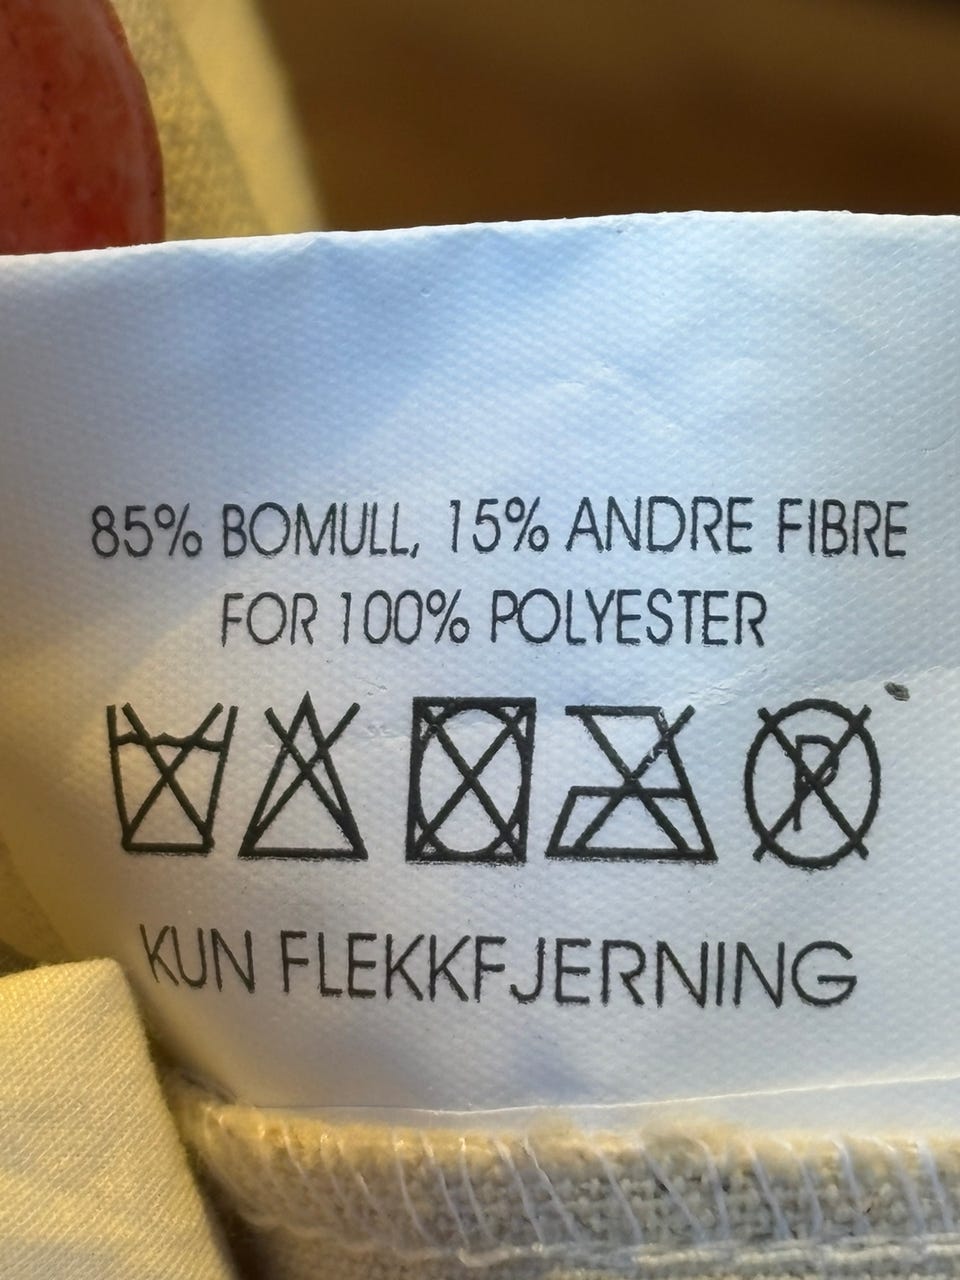 85% BOMULL, 15% ANDRE FIBRE
FOR 100% POLYESTER
P
KUN FLEKKFJERNING